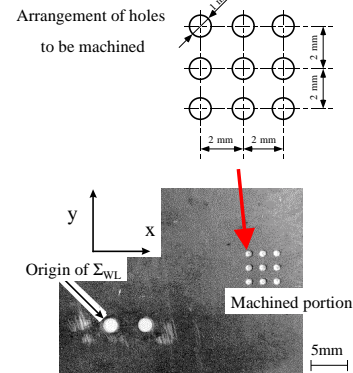 Arrangement of holes
to be machined
2 mm
2 mm
2 mm
2 mm
y
x
Origin of Σ_WL
Machined portion
5mm